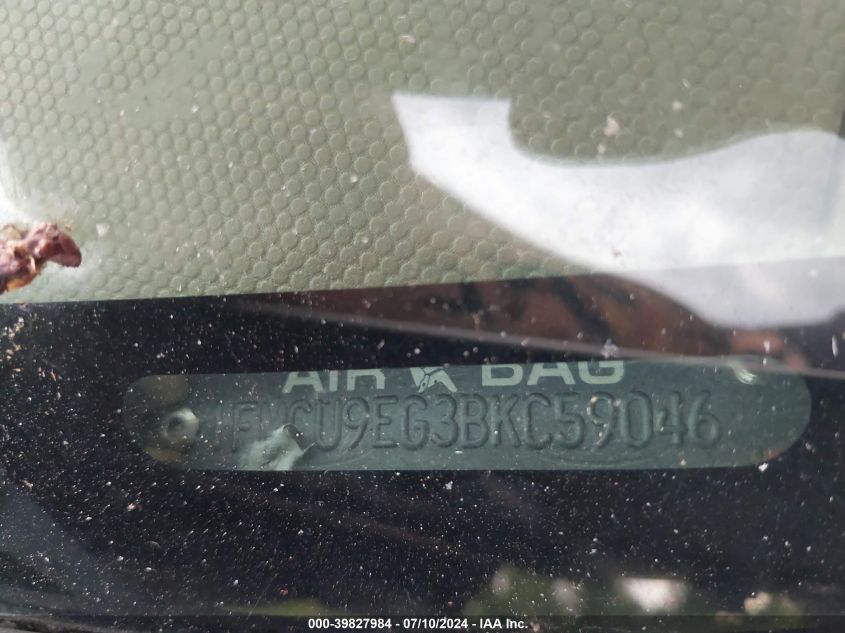 AIR BAG
1FMCU9EG3BKC59046
000-39827984 - 07/10/2024 - IAA Inc.